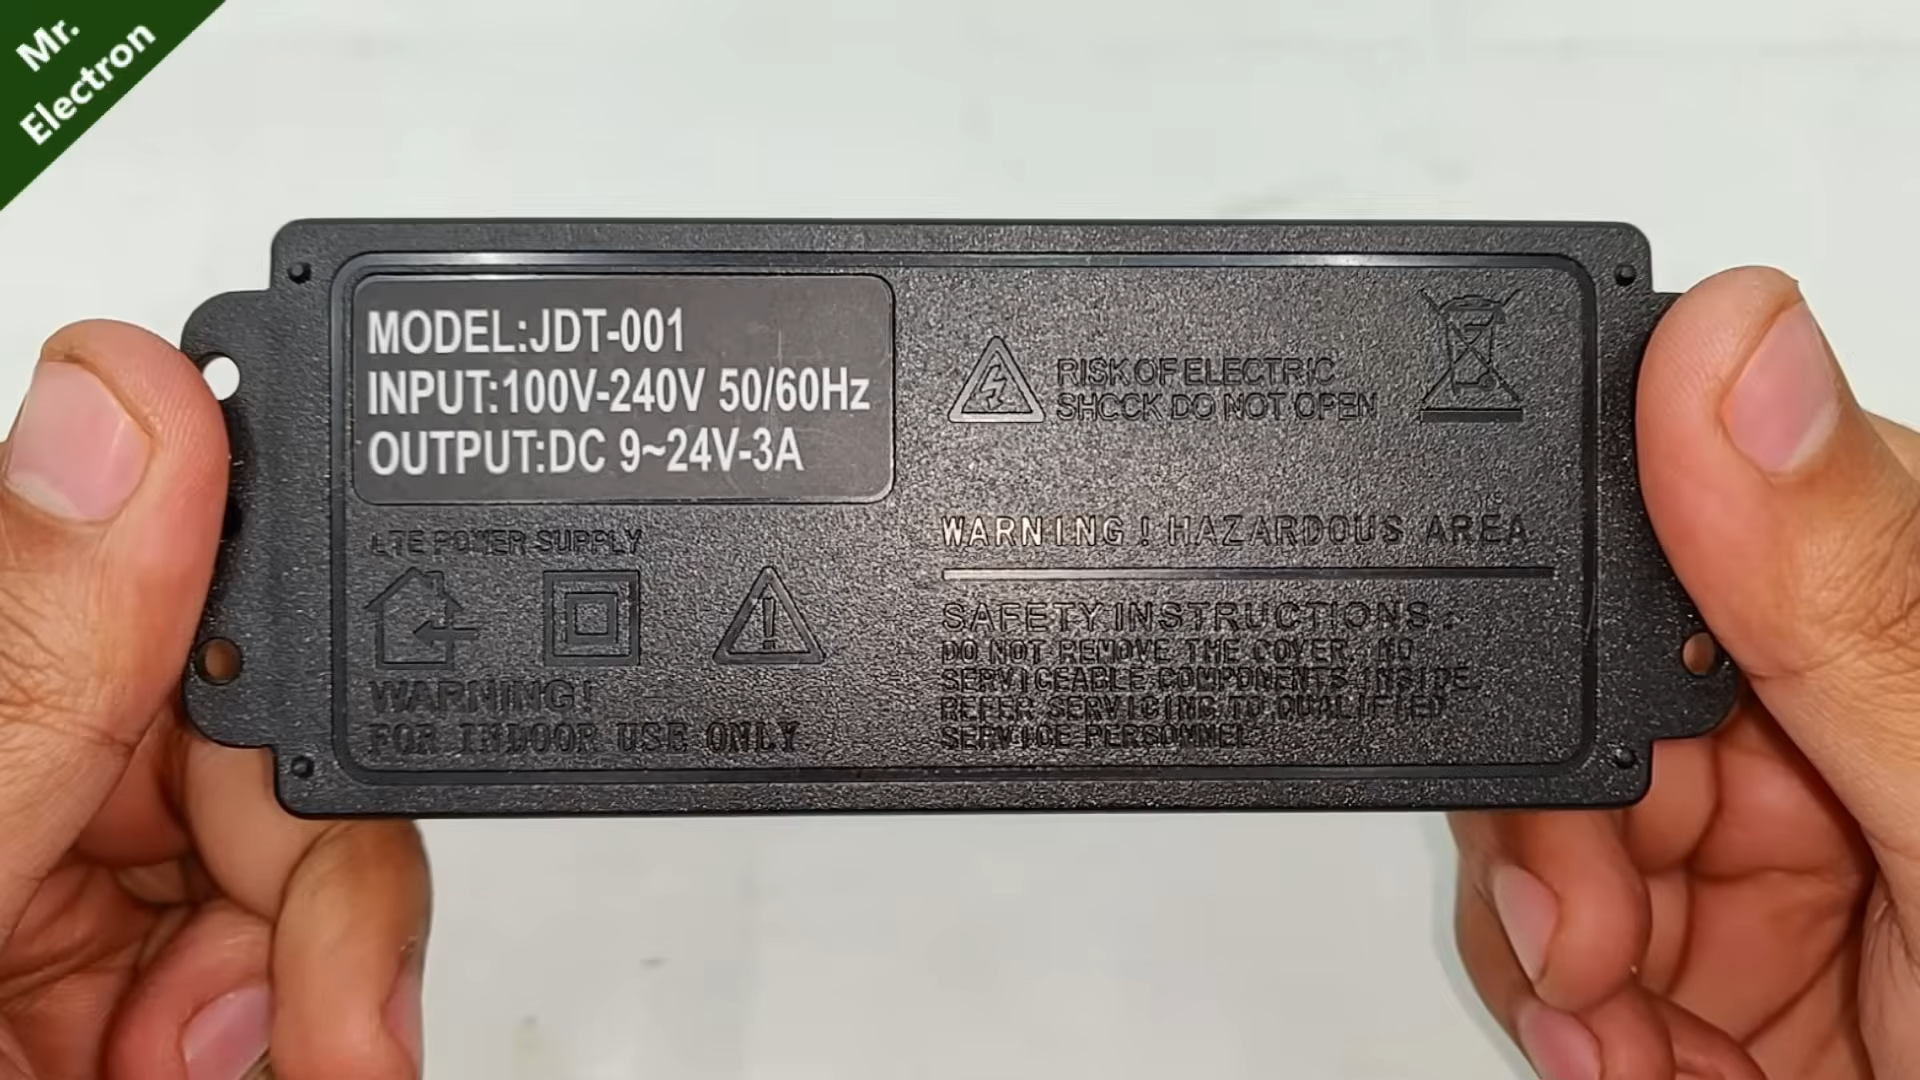 Mr.
Electron
MODEL:JDT-001
INPUT:100V-240V 50/60Hz
OUTPUT:DC 9~24V-3A
RISK OF ELECTRIC
SHOCK DO NOT OPEN
LTE POWER SUPPLY
WARNING!
FOR INDOOR USE ONLY
WARNING! HAZARDOUS AREA
SAFETY INSTRUCTIONS:
DO NOT REMOVE THE COVER. NO
SERVICEABLE COMPONENTS INSIDE.
REFER SERVICING TO QUALIFIED
SERVICE PERSONNEL